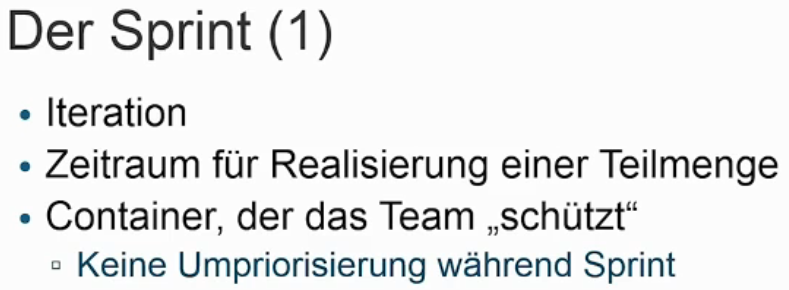 Der Sprint (1)
• Iteration
• Zeitraum für Realisierung einer Teilmenge
• Container, der das Team „schützt“
▫ Keine Umpriorisierung während Sprint